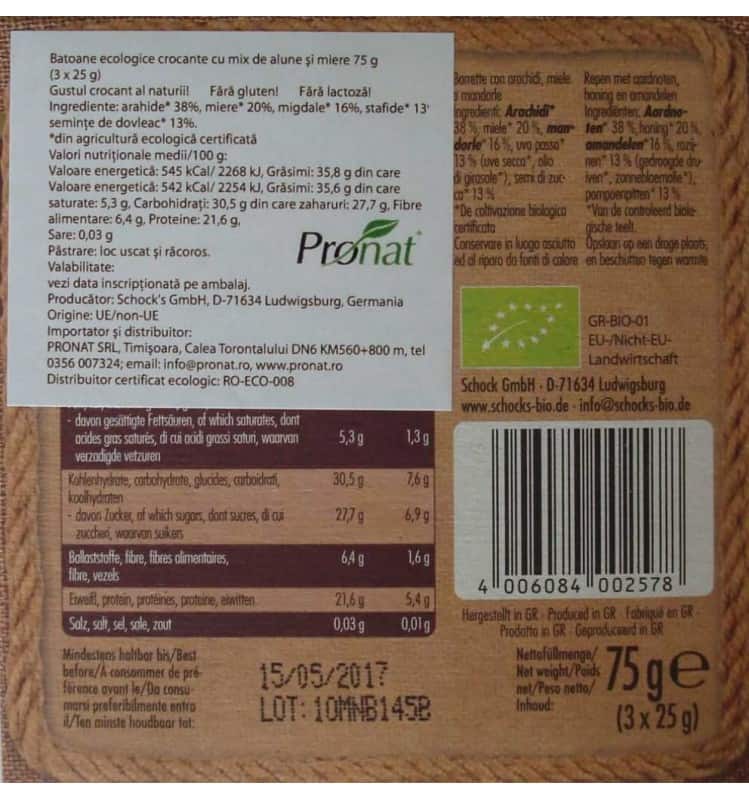 Batoane ecologice crocante cu mix de alune și miere 75 g
(3 x 25 g)
Gustul crocant al naturii! Fără gluten! Fără lactoză!
Ingrediente: arahide* 38%, miere* 20%, migdale* 16%, stafide* 13
semințe de dovleac* 13%.
*din agricultură ecologică certificată
Valori nutriționale medii/100 g:
Valoare energetică: 545 kCal/ 2268 kJ, Grăsimi: 35,8 g din care
Valoare energetică: 542 kCal/ 2254 kJ, Grăsimi: 35,6 g din care
saturate: 5,3 g, Carbohidrați: 30,5 g din care zaharuri: 27,7 g, Fibre
alimentare: 6,4 g, Proteine: 21,6 g,
Sare: 0,03 g
Păstrare: loc uscat și răcoros.
Valabilitate:
vezi data inscripționată pe ambalaj.
Producător: Schock's GmbH, D-71634 Ludwigsburg, Germania
Origine: UE/non-UE
Importator și distribuitor:
PRONAT SRL, Timișoara, Calea Torontalului DN6 KM560+800 m, tel
0356 007324; email: info@pronat.ro, www.pronat.ro
Distribuitor certificat ecologic: RO-ECO-008
Pronat
Barrette con arachidi, miele
e mandorle
Ingredienti: Arachidi*
38 %, miele* 20 %, man-
dorle* 16 %, uva passa*
13 % (uve secca*, olio
di girasole*), semi di zuc-
ca* 13 %
*De coltivazione biologica
certificata
Conservare in luogo asciutto
ed al riparo da fonti di calore
Repen met aardnoten,
honing en amandelen
Ingrediënten: Aardno-
ten* 38 %, honing* 20 %,
amandelen* 16 %, rozij-
nen* 13 % (gedroogde dru-
iven*, zonnebloemolie*),
pompoenpitten* 13 %
*Van de controleerd biolo-
gische teelt.
Opslaan op een droge plaats,
en beschutten tegen warmte
GR-BIO-01
EU-/Nicht-EU-
Landwirtschaft
Schock GmbH · D-71634 Ludwigsburg
www.schocks-bio.de · info@schocks-bio.de
- davon gesättigte Fettsäuren, of which saturates, dont
acides gras saturés, di cui acidi grassi saturi, waarvan
verzadigde vetzuren 5,3 g 1,3 g
Kohlenhydrate, carbohydrate, glucides, carboidrati,
koolhydraten 30,5 g 7,6 g
- davon Zucker, of which sugars, dont sucres, di cui
zuccheri, waarvan suikers 27,7 g 6,9 g
Ballaststoffe, fibre, fibres alimentaires,
fibre, vezels 6,4 g 1,6 g
Eiweiß, protein, protéines, proteine, eiwitten 21,6 g 5,4 g
Salz, salt, sel, sale, zout 0,03 g 0,01 g
4 006084 002578
Hergestellt in GR · Produced in GR · Fabriqué en GR ·
Prodotto in GR · Geproduceerd in GR
Mindestens haltbar bis/Best
before/À consommer de pré-
férence avant le/Da consu-
marsi preferibilmente entro
il/Ten minste houdbaar tot:
15/05/2017
LOT: 10MNB145B
Nettofüllmenge/
Net weight/Poids
net/Peso netto/
Inhoud:
75 g e
(3 x 25 g)